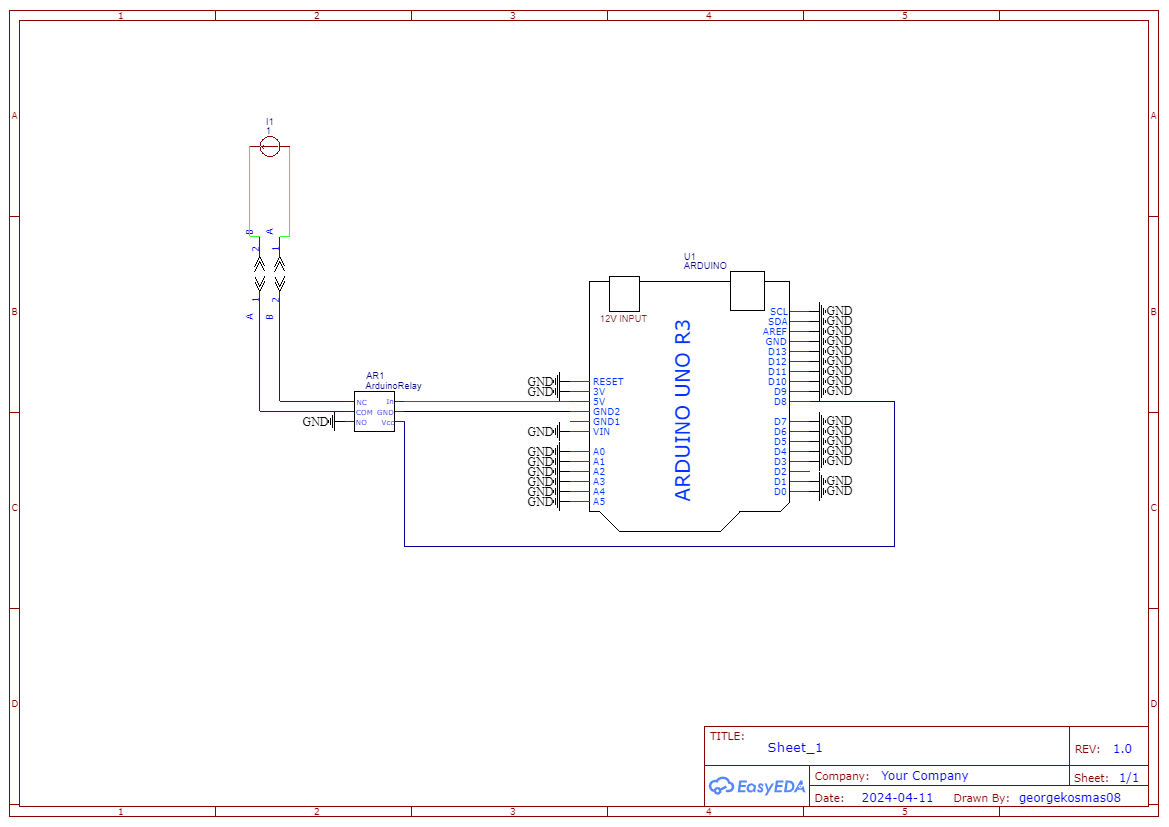 1 2 3 4 5
A A
I1
1
B A
2 1
1 2
A B
B B
U1
ARDUINO
12V INPUT
ARDUINO UNO R3
SCL GND
SDA GND
AREF GND
GND GND
D13 GND
D12 GND
D11 GND
D10 GND
D9 GND
D8
D7 GND
D6 GND
D5 GND
D4 GND
D3 GND
D2
D1 GND
D0 GND
GND RESET
GND 3V
5V
GND2
GND1
GND VIN
GND A0
GND A1
GND A2
GND A3
GND A4
GND A5
AR1
ArduinoRelay
NC In
COM GND
GND NO Vcc
C C
D D
TITLE:
Sheet_1
REV: 1.0
EasyEDA
Company: Your Company
Sheet: 1/1
Date: 2024-04-11 Drawn By: georgekosmas08
1 2 3 4 5